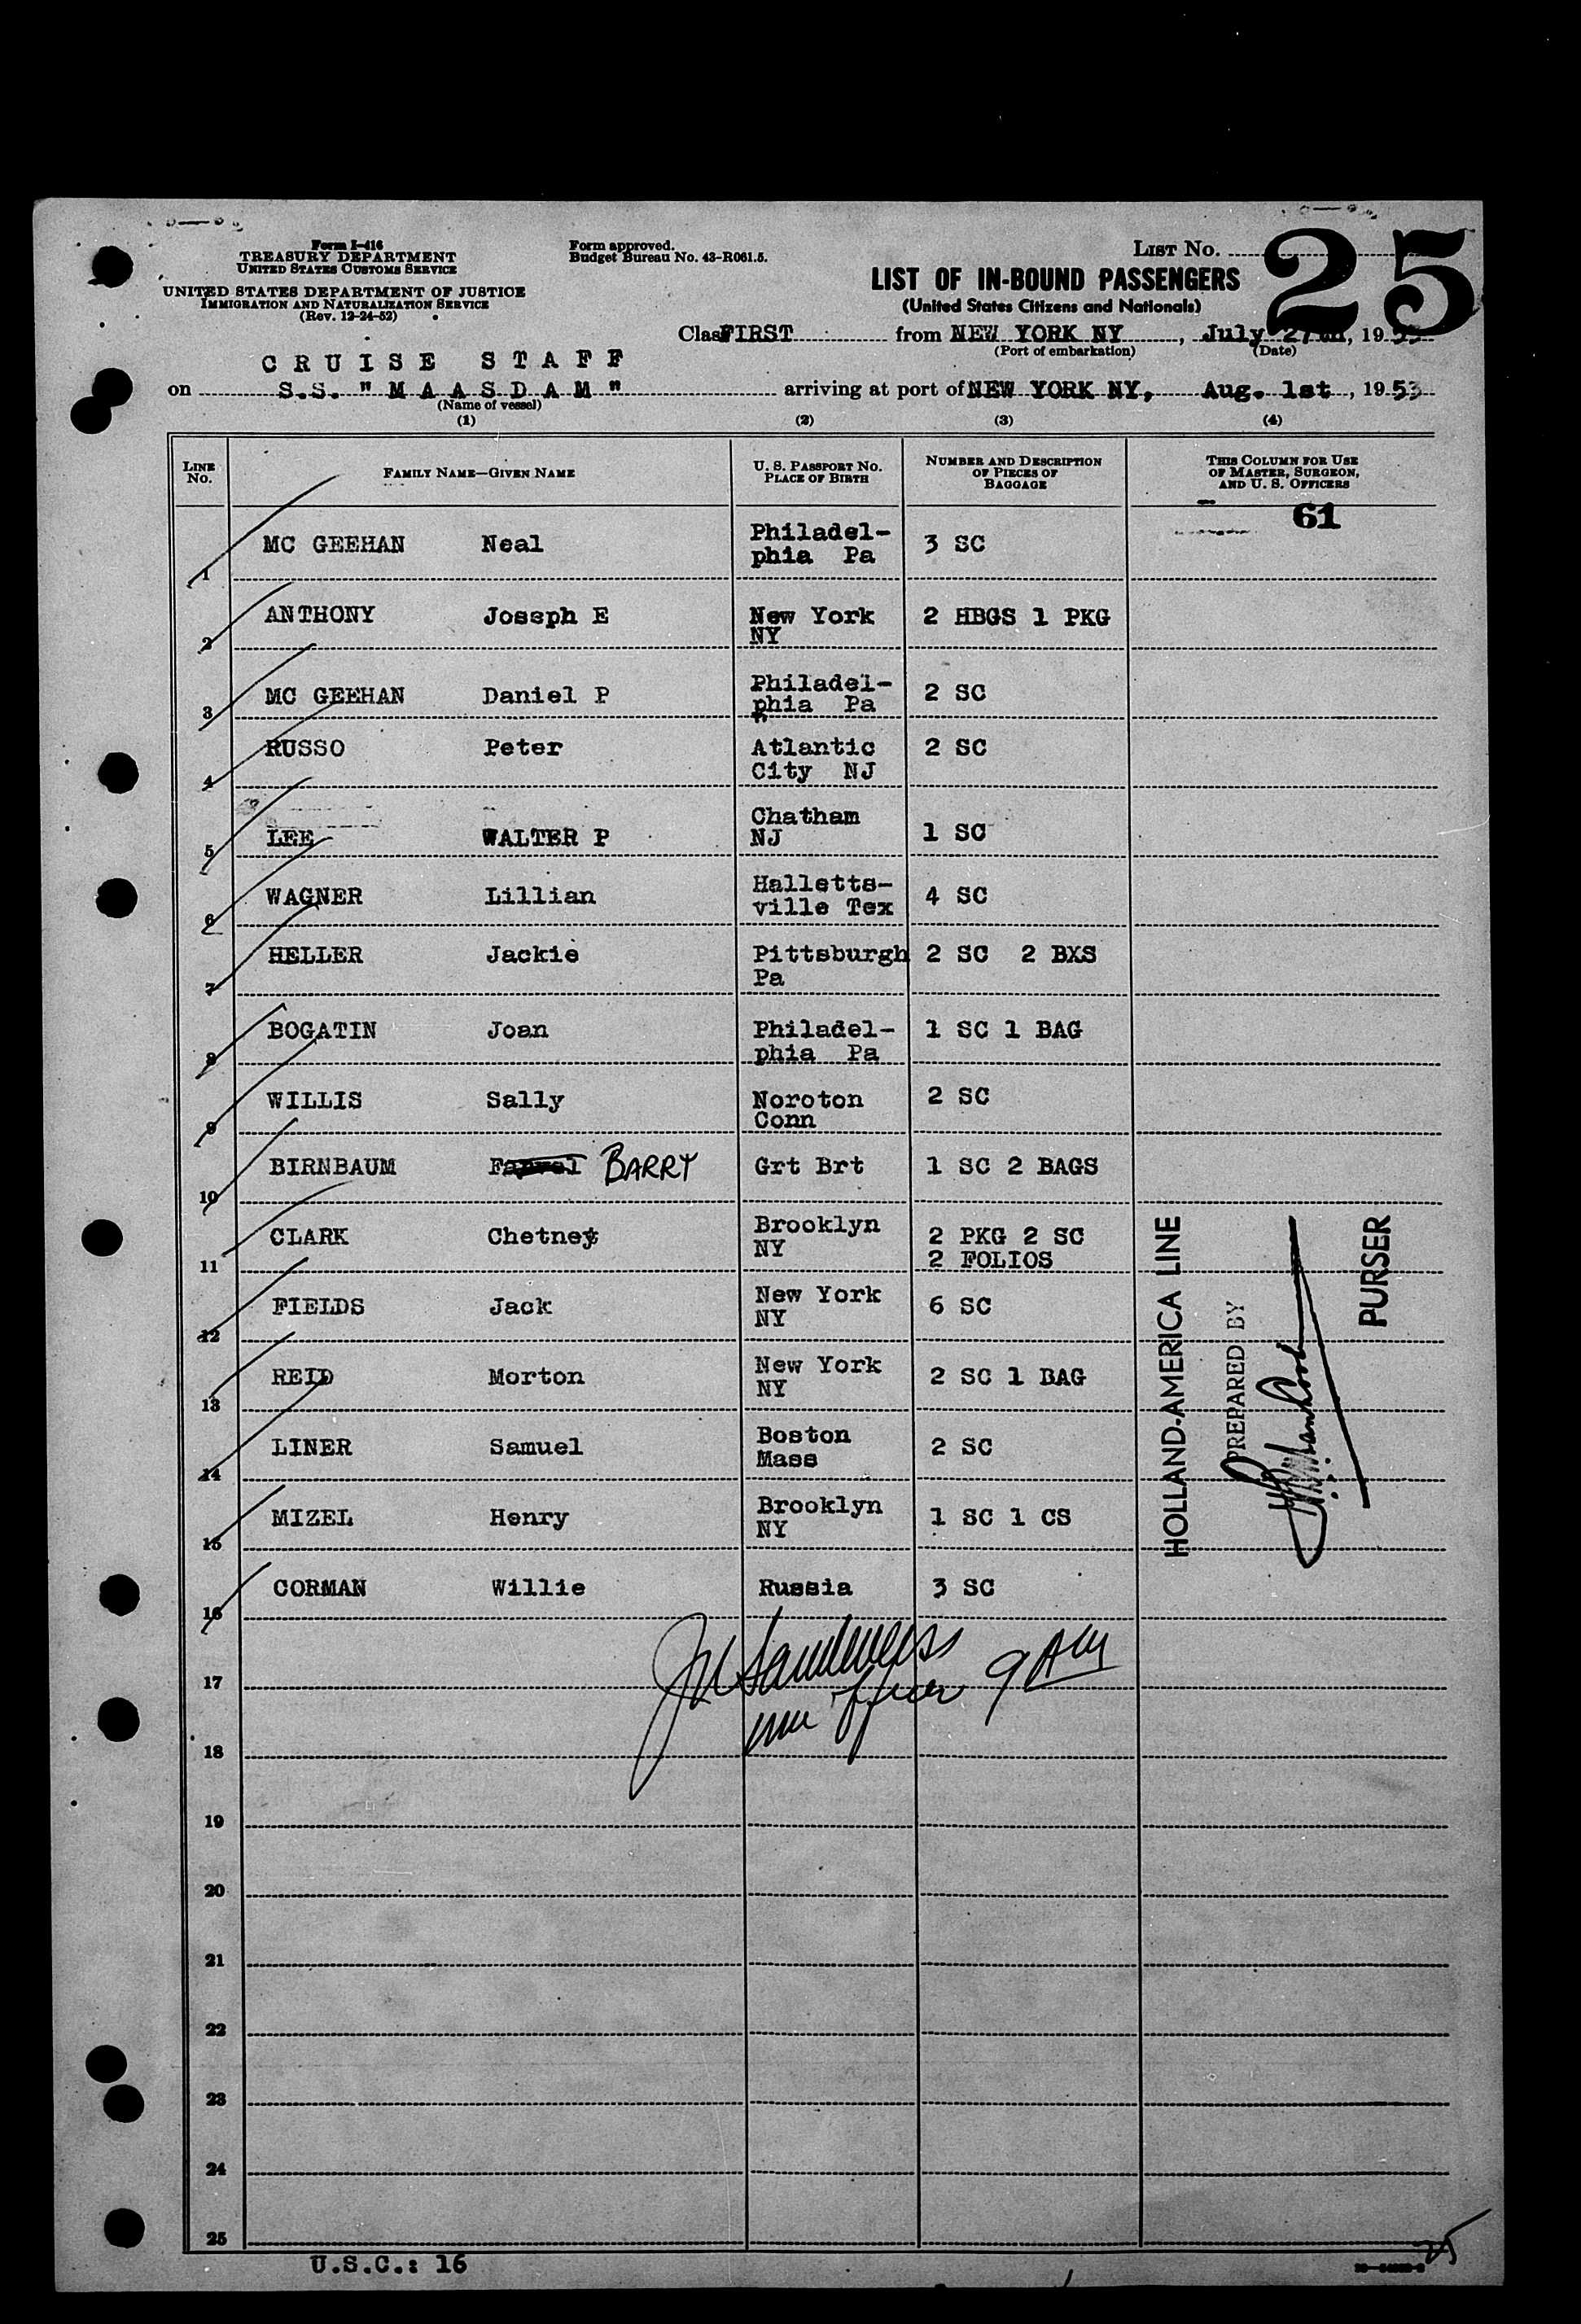 Form I-416
TREASURY DEPARTMENT
UNITED STATES CUSTOMS SERVICE
UNITED STATES DEPARTMENT OF JUSTICE
IMMIGRATION AND NATURALIZATION SERVICE
(Rev. 12-24-52)
Form approved.
Budget Bureau No. 43-R061.5.
LIST NO. 25
LIST OF IN-BOUND PASSENGERS
(United States Citizens and Nationals)
Class FIRST from NEW YORK NY, July 27th, 1953
(Port of embarkation) (Date)
CRUISE STAFF
on S.S. "MAASDAM" arriving at port of NEW YORK NY, Aug. 1st, 1953
(Name of vessel)
(1) (2) (3) (4)
LINE NO. FAMILY NAME—GIVEN NAME U. S. PASSPORT NO. PLACE OF BIRTH NUMBER AND DESCRIPTION OF PIECES OF BAGGAGE THIS COLUMN FOR USE OF MASTER, SURGEON, AND U. S. OFFICERS
61
1 MC GEEHAN Neal Philadel-phia Pa 3 SC
2 ANTHONY Joseph E New York NY 2 HBGS 1 PKG
3 MC GEEHAN Daniel P Philadel-phia Pa 2 SC
4 RUSSO Peter Atlantic City NJ 2 SC
5 LEE WALTER P Chatham NJ 1 SC
6 WAGNER Lillian Halletts-ville Tex 4 SC
7 HELLER Jackie Pittsburgh Pa 2 SC 2 BXS
8 BOGATIN Joan Philadel-phia Pa 1 SC 1 BAG
9 WILLIS Sally Noroton Conn 2 SC
10 BIRNBAUM BARRY Grt Brt 1 SC 2 BAGS
11 CLARK Chetney Brooklyn NY 2 PKG 2 SC 2 FOLIOS
12 FIELDS Jack New York NY 6 SC
13 REID Morton New York NY 2 SC 1 BAG
14 LINER Samuel Boston Mass 2 SC
15 MIZEL Henry Brooklyn NY 1 SC 1 CS
16 CORMAN Willie Russia 3 SC
17
18
19
20
21
22
23
24
25
HOLLAND-AMERICA LINE
PREPARED BY
PURSER
officer 9 AM
U.S.C.: 16
25